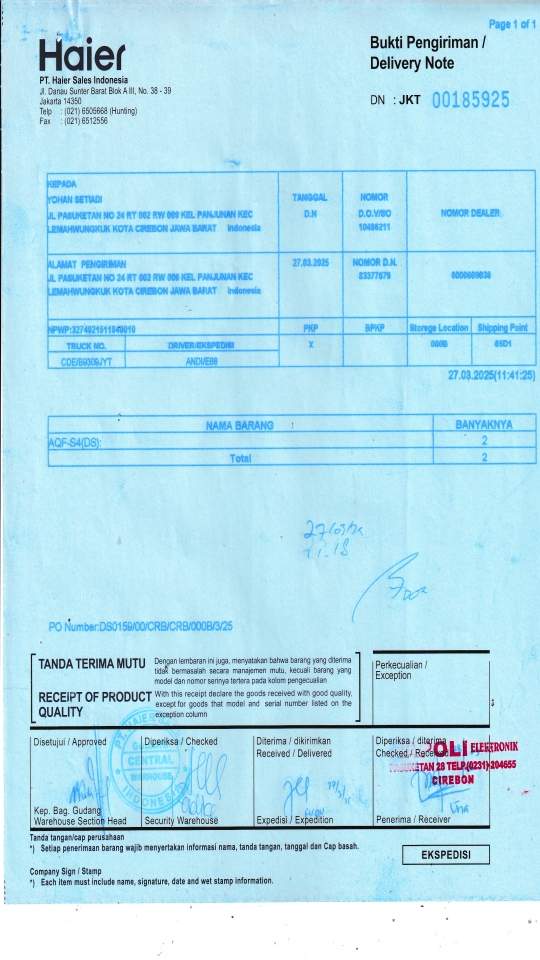 Page 1 of 1
Haier
Bukti Pengiriman /
Delivery Note
PT. Haier Sales Indonesia
Jl. Danau Sunter Barat Blok A III, No. 38 - 39
Jakarta 14350
Telp : (021) 6505668 (Hunting)
Fax : (021) 6512556
DN : JKT 00185925
KEPADA
YOHAN SETIADI
JL PASUKETAN NO 24 RT 002 RW 009 KEL PANJUNAN KEC
LEMAHWUNGKUK KOTA CIREBON JAWA BARAT Indonesia
TANGGAL
D.N
NOMOR
D.O./SO
10486211
NOMOR DEALER
ALAMAT PENGIRIMAN
JL PASUKETAN NO 24 RT 002 RW 009 KEL PANJUNAN KEC
LEMAHWUNGKUK KOTA CIREBON JAWA BARAT Indonesia
27.03.2025
NOMOR D.N.
83377879
PKP
BPKP
Storage Location
Shipping Point
TRUCK NO.
DRIVER/EKSPEDISI
X
000B
65D1
CDE/B9309JYT
27.03.2025(11:41:25)
NAMA BARANG
BANYAKNYA
AQF-S4(DS):
2
Total
2
PO Number:DS0159/00/CRB/CRB/000B/3/25
TANDA TERIMA MUTU
Dengan lembaran ini juga, menyatakan bahwa barang yang diterima
tidak bermasalah secara manajemen mutu, kecuali barang yang
model dan nomor serinya tertera pada kolom pengecualian
RECEIPT OF PRODUCT
QUALITY
With this receipt declare the goods received with good quality,
except for goods that model and serial number listed on the
exception column
Perkecualian /
Exception
Disetujui / Approved
Diperiksa / Checked
Diterima / dikirimkan
Received / Delivered
Diperiksa / diterima
Checked / Received
CENTRAL
WAREHOUSE
INDONESIA
OLI ELEKTRONIK
28 TELP.(0231) 204655
CIREBON
Kep. Bag. Gudang
Warehouse Section Head
Security Warehouse
Expedisi / Expedition
Penerima / Receiver
Tanda tangan/cap perusahaan
*) Setiap penerimaan barang wajib menyertakan informasi nama, tanda tangan, tanggal dan Cap basah.
EKSPEDISI
Company Sign / Stamp
*) Each item must include name, signature, date and wet stamp information.